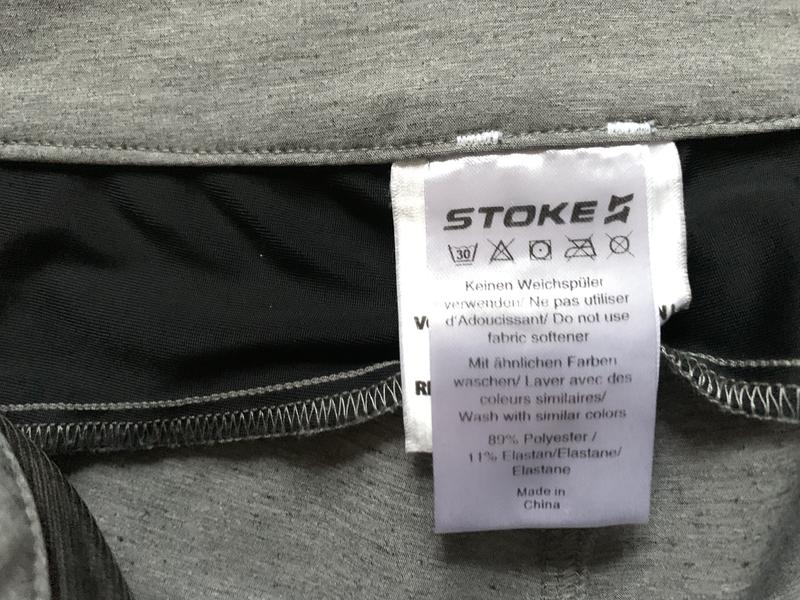 STOKE
30
Keinen Weichspüler
verwenden/ Ne pas utiliser
d'Adoucissant/ Do not use
fabric softener
Mit ähnlichen Farben
waschen/ Laver avec des
couleurs similaires/
Wash with similar colors
89% Polyester /
11% Elastan/Elastane/
Elastane
Made in
China